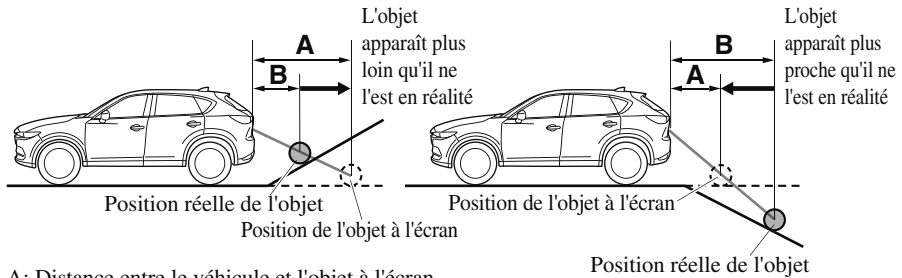 L'objet
apparaît plus
loin qu'il ne
l'est en réalité
A
B
Position réelle de l'objet
Position de l'objet à l'écran
L'objet
apparaît plus
proche qu'il ne
l'est en réalité
B
A
Position de l'objet à l'écran
Position réelle de l'objet
A: Distance entre le véhicule et l'objet à l'écran